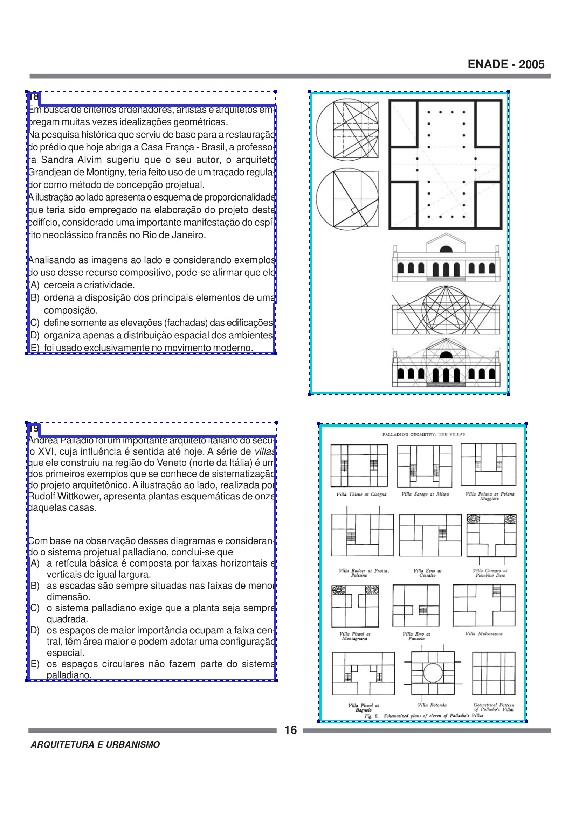 ENADE - 2005
18
Em busca de critérios ordenadores, artistas e arquitetos em-
pregam muitas vezes idealizações geométricas.
Na pesquisa histórica que serviu de base para a restauração
do prédio que hoje abriga a Casa França - Brasil, a professo-
ra Sandra Alvim sugeriu que o seu autor, o arquiteto
Grandjean de Montigny, teria feito uso de um traçado regula-
dor como método de concepção projetual.
A ilustração ao lado apresenta o esquema de proporcionalidade
que teria sido empregado na elaboração do projeto deste
edifício, considerado uma importante manifestação do espí-
rito neoclássico francês no Rio de Janeiro.
Analisando as imagens ao lado e considerando exemplos
do uso desse recurso compositivo, pode-se afirmar que ele
A) cerceia a criatividade.
B) ordena a disposição dos principais elementos de uma
composição.
C) define somente as elevações (fachadas) das edificações.
D) organiza apenas a distribuição espacial dos ambientes.
E) foi usado exclusivamente no movimento moderno.
19
Andrea Palladio foi um importante arquiteto italiano do sécu-
lo XVI, cuja influência é sentida até hoje. A série de villas
que ele construiu na região do Veneto (norte da Itália) é um
dos primeiros exemplos que se conhece de sistematização
do projeto arquitetônico. A ilustração ao lado, realizada por
Rudolf Wittkower, apresenta plantas esquemáticas de onze
daquelas casas.
Com base na observação desses diagramas e consideran-
do o sistema projetual palladiano, conclui-se que
A) a retícula básica é composta por faixas horizontais e
verticais de igual largura.
B) as escadas são sempre situadas nas faixas de menor
dimensão.
C) o sistema palladiano exige que a planta seja sempre
quadrada.
D) os espaços de maior importância ocupam a faixa cen-
tral, têm área maior e podem adotar uma configuração
especial.
E) os espaços circulares não fazem parte do sistema
palladiano.
PALLADIO'S GEOMETRY: THE VILLAS
Villa Thiene at Cicogna
Villa Sarego at Miega
Villa Poiana at Poiana
Maggiore
Villa Badoer at Fratta,
Polesine
Villa Zeno at
Cessalto
Villa Cornaro at
Piombino Dese
Villa Pisani at
Montagnana
Villa Emo at
Fanzolo
Villa Malcontenta
Villa Pisani at
Bagnolo
Villa Rotonda
Geometrical Pattern
of Palladio's Villas
Fig. 8. Schematized plans of eleven of Palladio's Villas
16
ARQUITETURA E URBANISMO